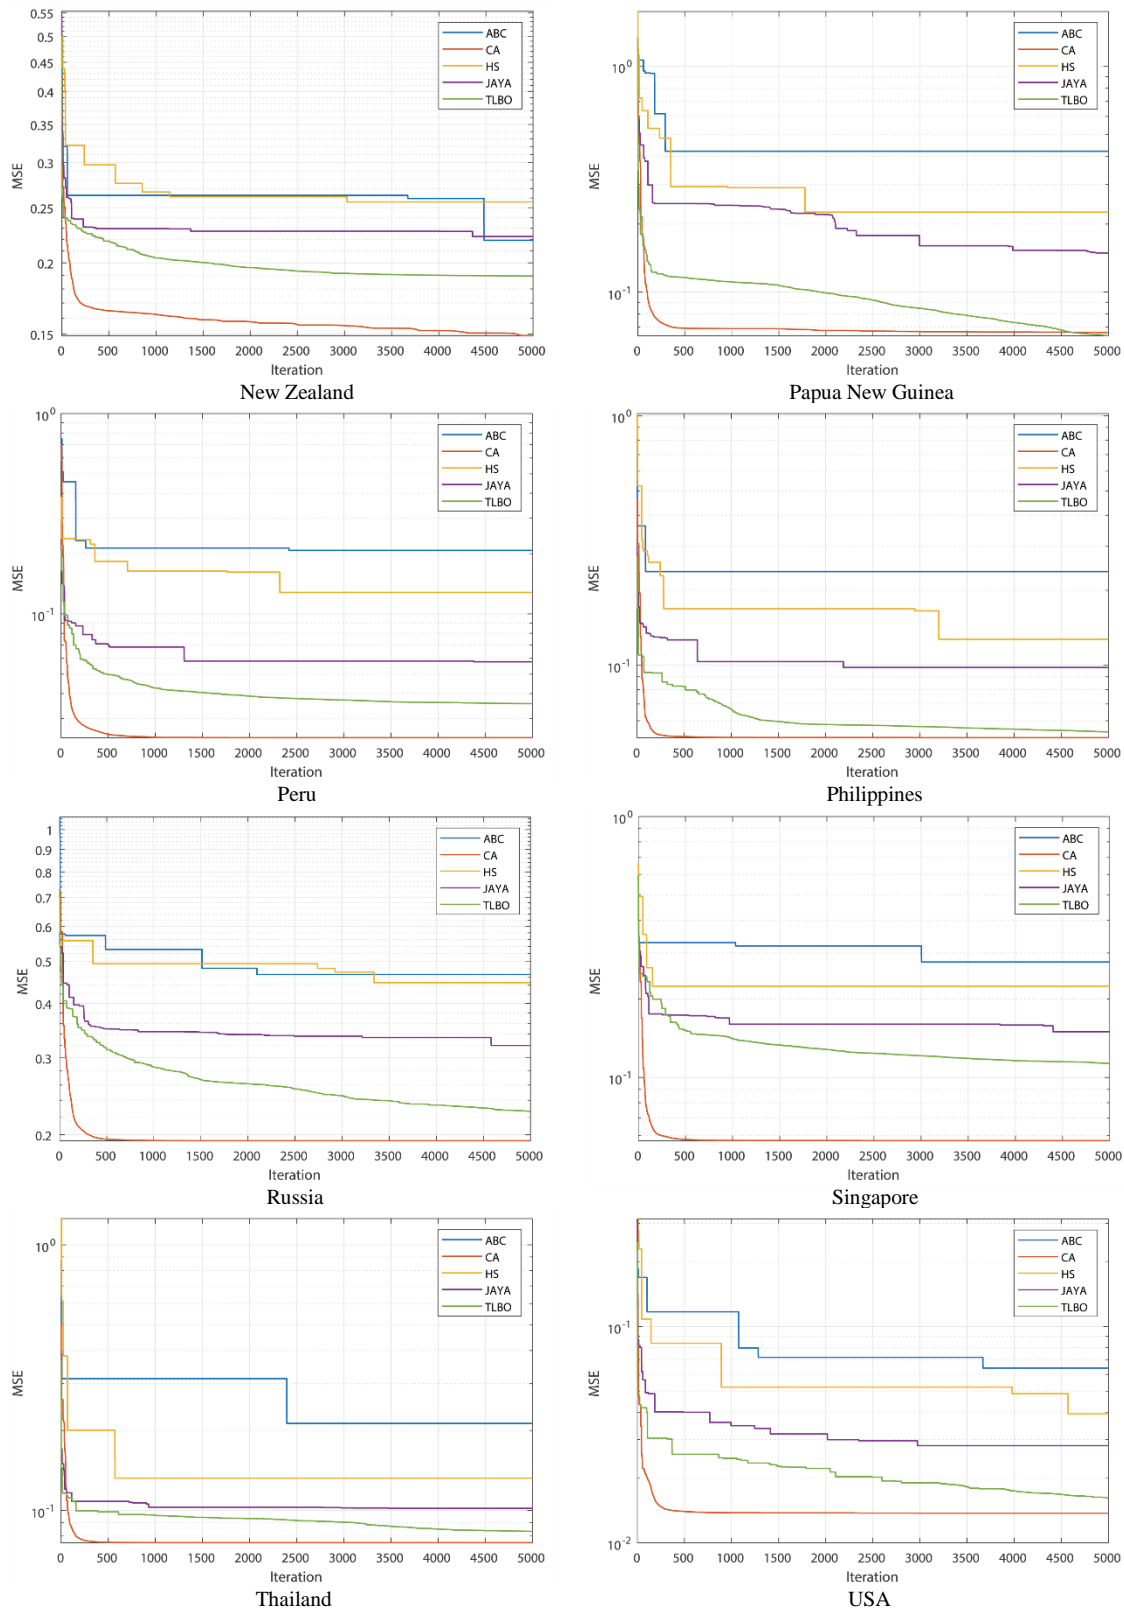 0.55
0.5
0.45
0.4
0.35
0.3
0.25
0.2
0.15
MSE
ABC
CA
HS
JAYA
TLBO
0 500 1000 1500 2000 2500 3000 3500 4000 4500 5000
Iteration
New Zealand
10^0
10^-1
MSE
ABC
CA
HS
JAYA
TLBO
0 500 1000 1500 2000 2500 3000 3500 4000 4500 5000
Iteration
Papua New Guinea
10^0
10^-1
MSE
ABC
CA
HS
JAYA
TLBO
0 500 1000 1500 2000 2500 3000 3500 4000 4500 5000
Iteration
Peru
10^0
10^-1
MSE
ABC
CA
HS
JAYA
TLBO
0 500 1000 1500 2000 2500 3000 3500 4000 4500 5000
Iteration
Philippines
1
0.9
0.8
0.7
0.6
0.5
0.4
0.3
0.2
MSE
ABC
CA
HS
JAYA
TLBO
0 500 1000 1500 2000 2500 3000 3500 4000 4500 5000
Iteration
Russia
10^0
10^-1
MSE
ABC
CA
HS
JAYA
TLBO
0 500 1000 1500 2000 2500 3000 3500 4000 4500 5000
Iteration
Singapore
10^0
10^-1
MSE
ABC
CA
HS
JAYA
TLBO
0 500 1000 1500 2000 2500 3000 3500 4000 4500 5000
Iteration
Thailand
10^-1
10^-2
MSE
ABC
CA
HS
JAYA
TLBO
0 500 1000 1500 2000 2500 3000 3500 4000 4500 5000
Iteration
USA